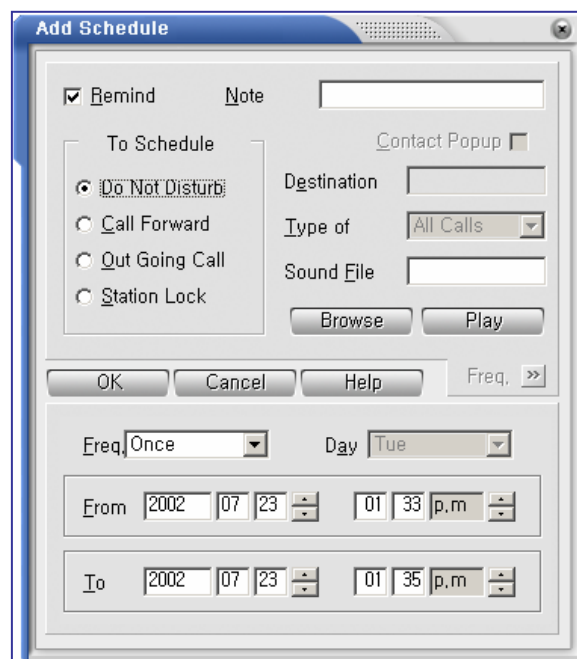 Add Schedule
Remind Note
To Schedule
Contact Popup
Do Not Disturb
Destination
Call Forward
Type of All Calls
Out Going Call
Sound File
Station Lock
Browse Play
OK Cancel Help Freq, >>
Freq, Once Day Tue
From 2002 07 23 01 33 p,m
To 2002 07 23 01 35 p,m